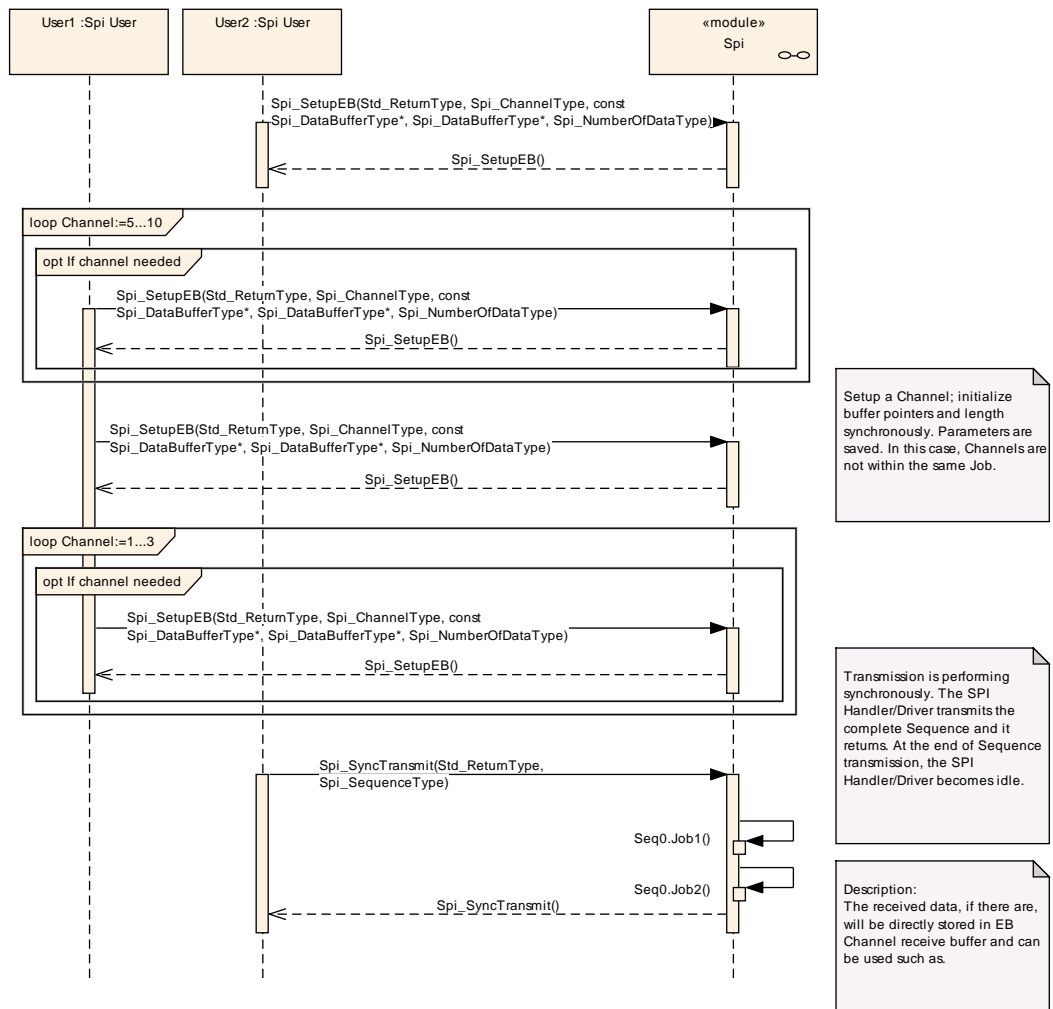 User1 :Spi User
User2 :Spi User
«module»
Spi
Spi_SetupEB(Std_ReturnType, Spi_ChannelType, const
Spi_DataBufferType*, Spi_DataBufferType*, Spi_NumberOfDataType)
Spi_SetupEB()
loop Channel:=5...10
opt If channel needed
Spi_SetupEB(Std_ReturnType, Spi_ChannelType, const
Spi_DataBufferType*, Spi_DataBufferType*, Spi_NumberOfDataType)
Spi_SetupEB()
Setup a Channel; initialize
buffer pointers and length
synchronously. Parameters are
saved. In this case, Channels are
not within the same Job.
Spi_SetupEB(Std_ReturnType, Spi_ChannelType, const
Spi_DataBufferType*, Spi_DataBufferType*, Spi_NumberOfDataType)
Spi_SetupEB()
loop Channel:=1...3
opt If channel needed
Spi_SetupEB(Std_ReturnType, Spi_ChannelType, const
Spi_DataBufferType*, Spi_DataBufferType*, Spi_NumberOfDataType)
Spi_SetupEB()
Transmission is performing
synchronously. The SPI
Handler/Driver transmits the
complete Sequence and it
returns. At the end of Sequence
transmission, the SPI
Handler/Driver becomes idle.
Spi_SyncTransmit(Std_ReturnType,
Spi_SequenceType)
Seq0.Job1()
Seq0.Job2()
Spi_SyncTransmit()
Description:
The received data, if there are,
will be directly stored in EB
Channel receive buffer and can
be used such as.